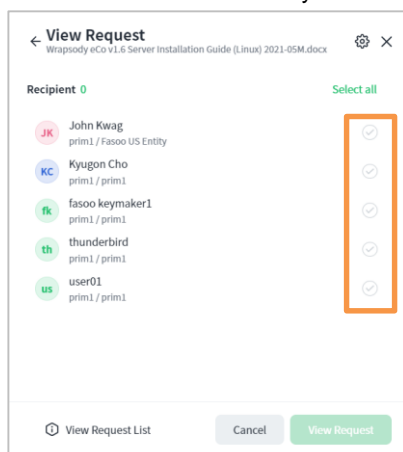 View Request
Wrapsody eCo v1.6 Server Installation Guide (Linux) 2021-05M.docx
Recipient 0 Select all
JK John Kwag
prim1 / Fasoo US Entity
KC Kyugon Cho
prim1 / prim1
fk fasoo keymaker1
prim1 / prim1
th thunderbird
prim1 / prim1
us user01
prim1 / prim1
View Request List Cancel View Request